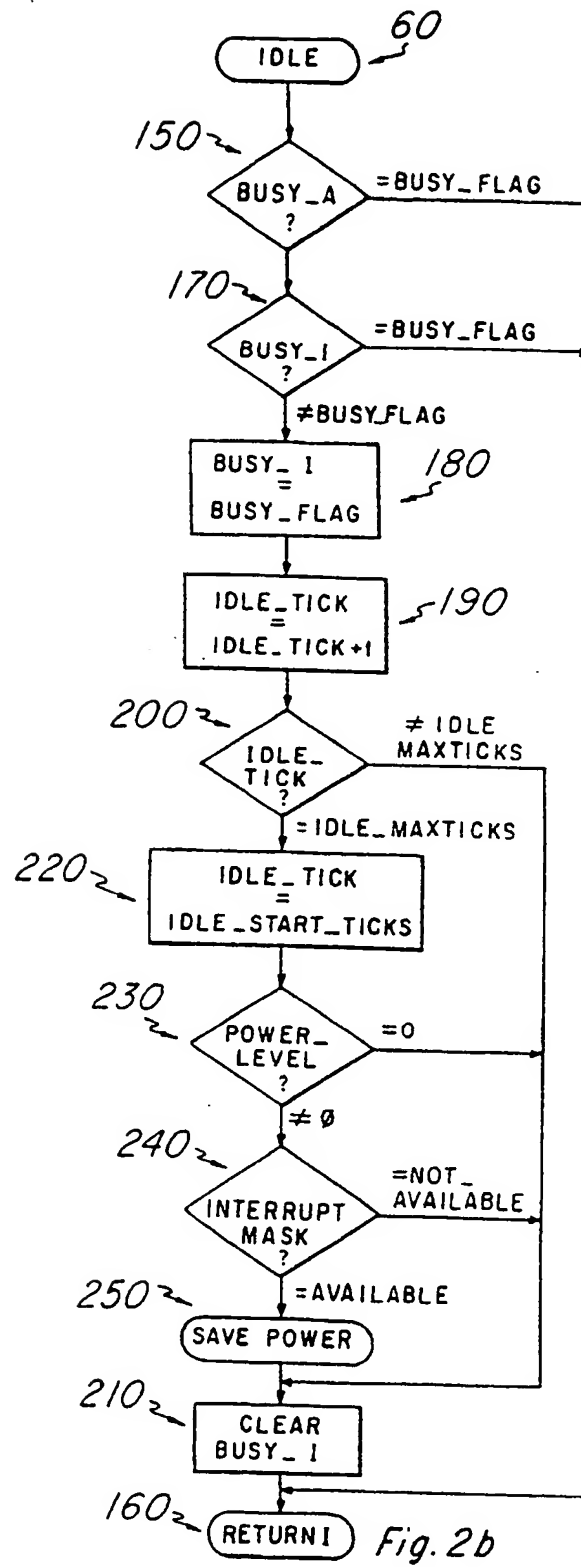 60
IDLE
150
BUSY_A
?
=BUSY_FLAG
170
BUSY_I
?
=BUSY_FLAG
≠BUSY_FLAG
BUSY_ I
=
BUSY_FLAG
180
IDLE_TICK
=
IDLE_TICK+1
190
200
IDLE_
TICK
?
≠ IDLE
MAXTICKS
=IDLE_MAXTICKS
220
IDLE_TICK
=
IDLE_START_TICKS
230
POWER_
LEVEL
?
=0
≠ Ø
240
INTERRUPT
MASK
?
=NOT_
AVAILABLE
=AVAILABLE
250
SAVE POWER
210
CLEAR
BUSY_ I
160
RETURN I
Fig. 2b